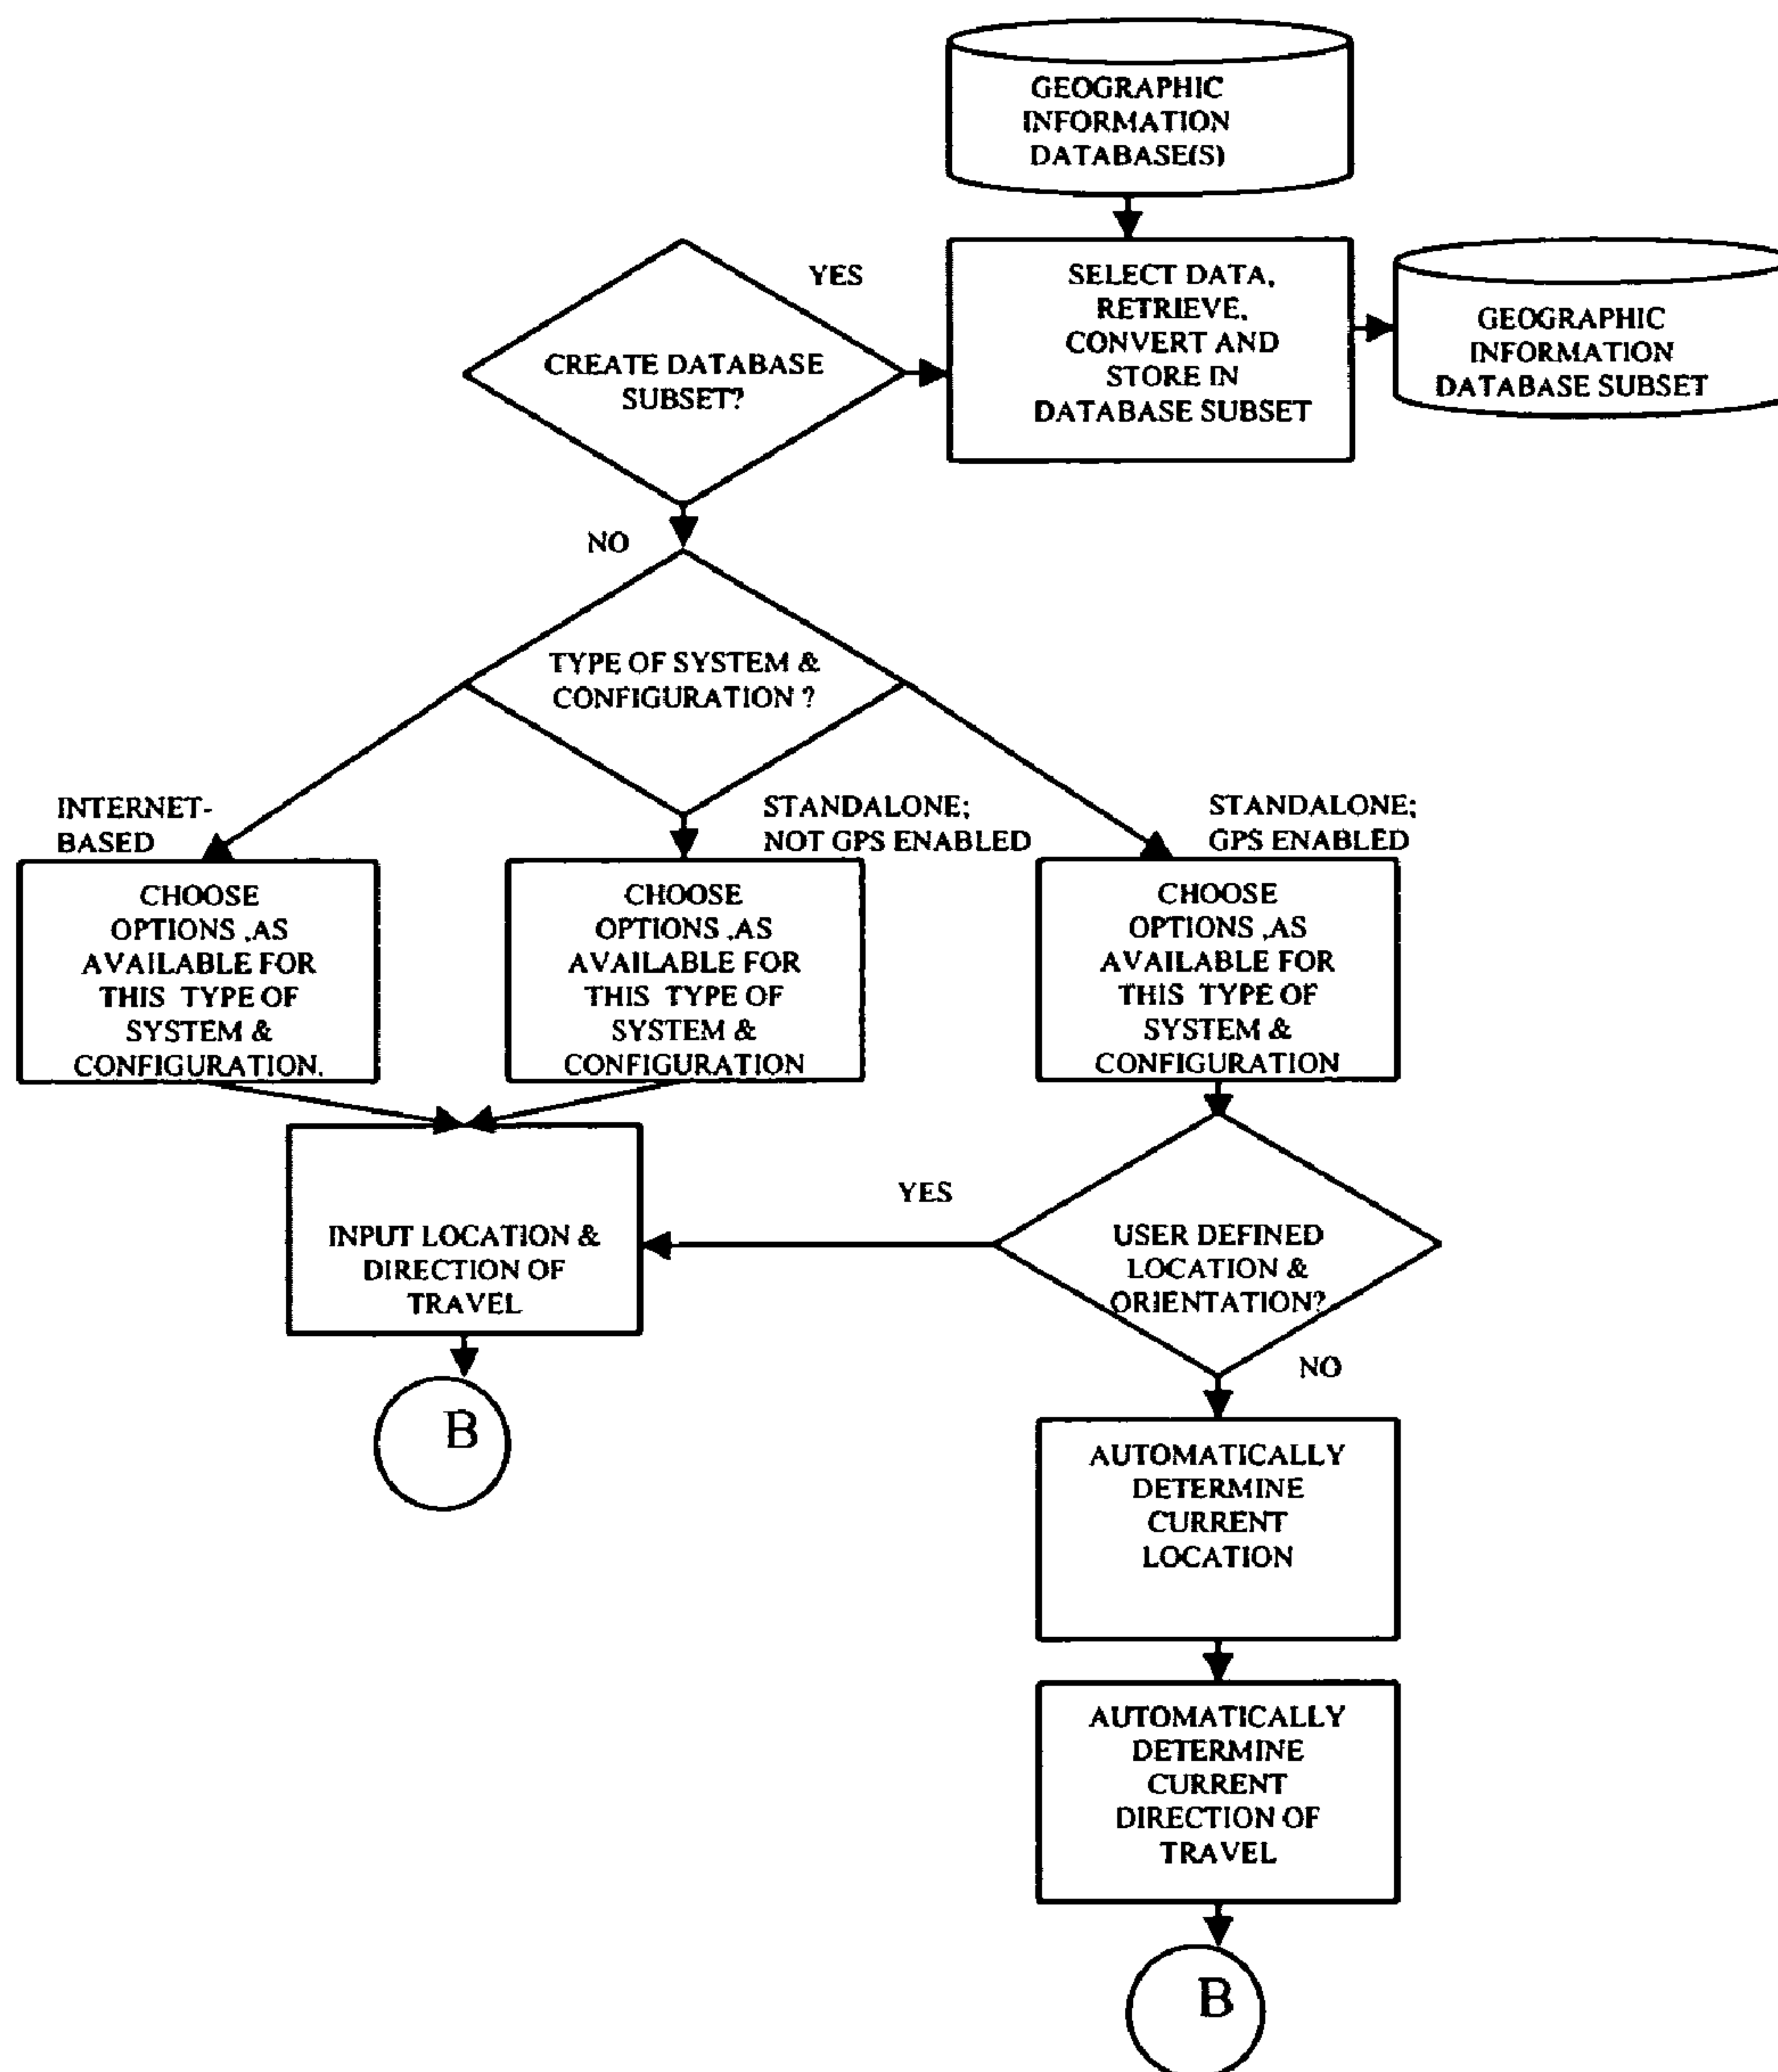 GEOGRAPHIC
INFORMATION
DATABASE(S)
YES
SELECT DATA,
RETRIEVE,
CONVERT AND
STORE IN
DATABASE SUBSET
GEOGRAPHIC
INFORMATION
DATABASE SUBSET
CREATE DATABASE
SUBSET?
NO
TYPE OF SYSTEM &
CONFIGURATION ?
INTERNET-
BASED
STANDALONE;
NOT GPS ENABLED
STANDALONE;
GPS ENABLED
CHOOSE
OPTIONS ,AS
AVAILABLE FOR
THIS TYPE OF
SYSTEM &
CONFIGURATION.
CHOOSE
OPTIONS ,AS
AVAILABLE FOR
THIS TYPE OF
SYSTEM &
CONFIGURATION
CHOOSE
OPTIONS ,AS
AVAILABLE FOR
THIS TYPE OF
SYSTEM &
CONFIGURATION
INPUT LOCATION &
DIRECTION OF
TRAVEL
YES
USER DEFINED
LOCATION &
ORIENTATION?
NO
B
AUTOMATICALLY
DETERMINE
CURRENT
LOCATION
AUTOMATICALLY
DETERMINE
CURRENT
DIRECTION OF
TRAVEL
B